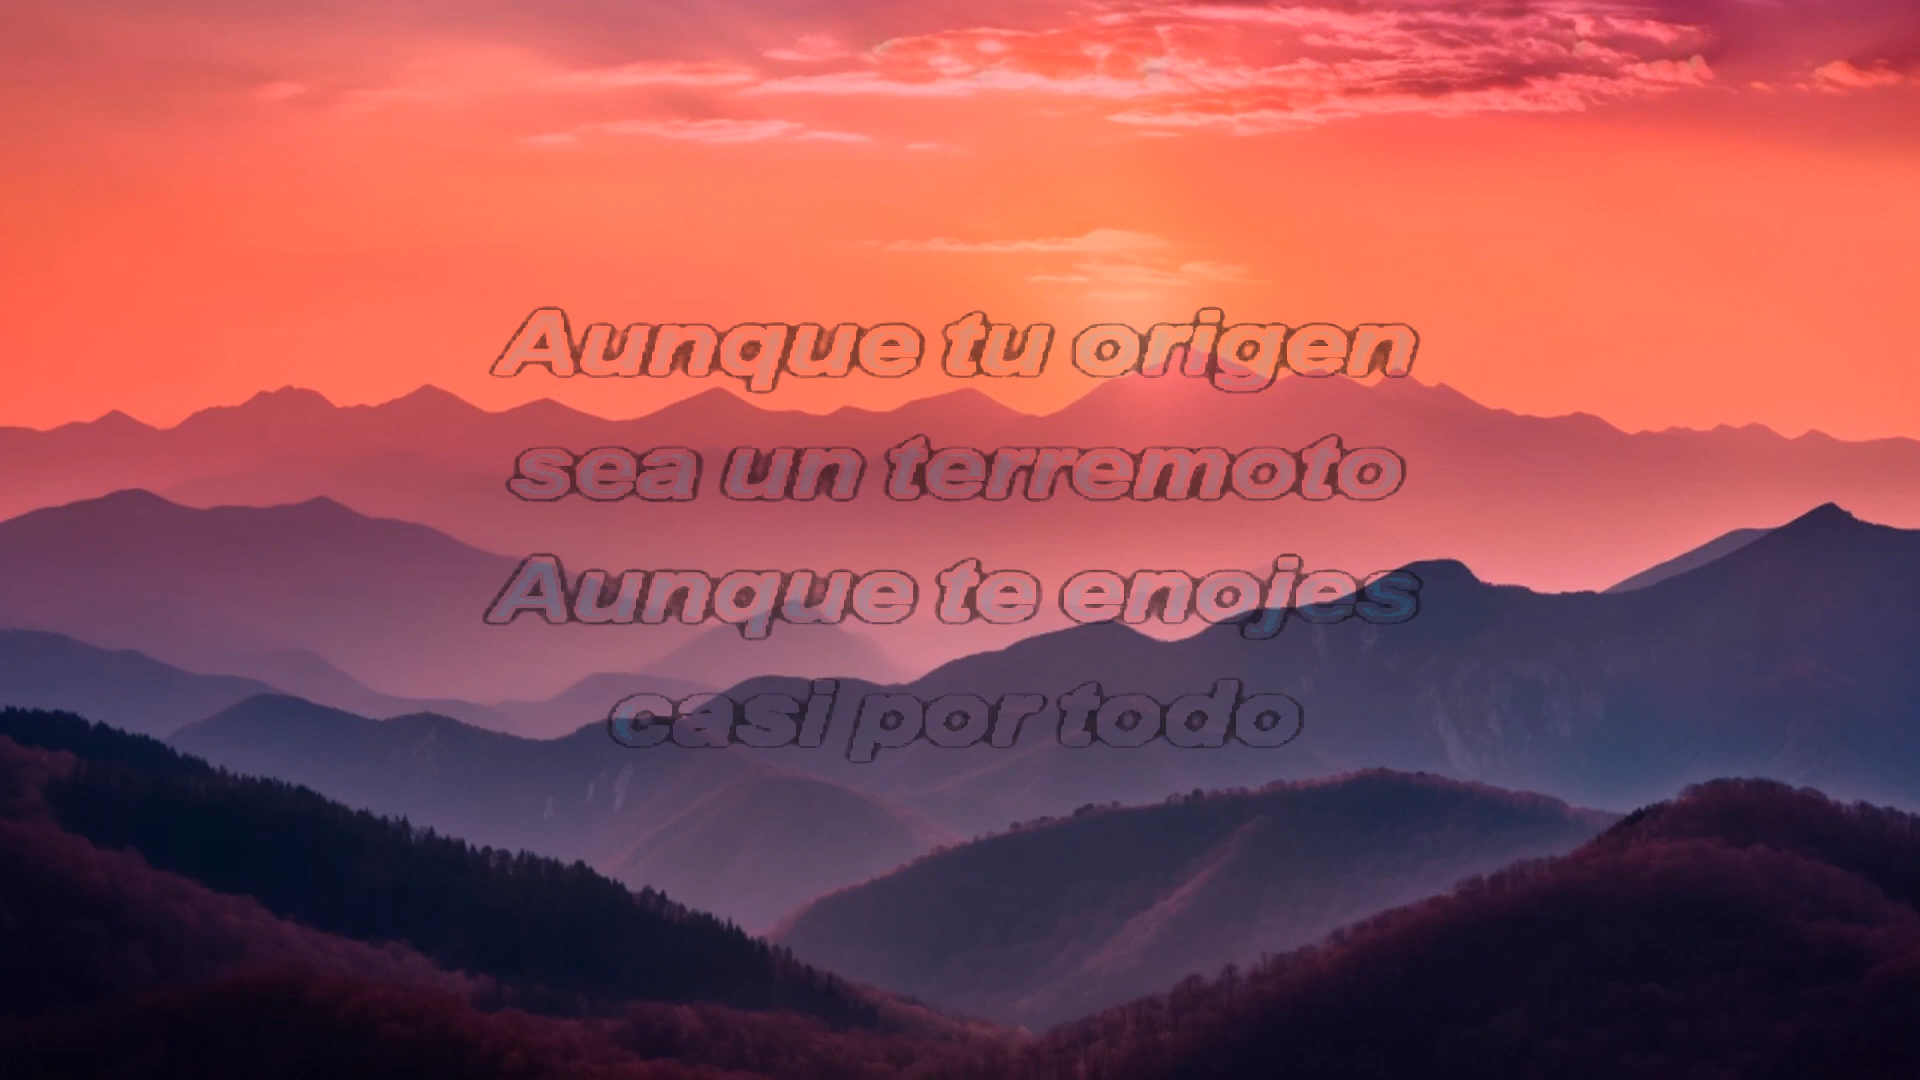 Aunque tu origen
sea un terremoto
Aunque te enojes
casi por todo